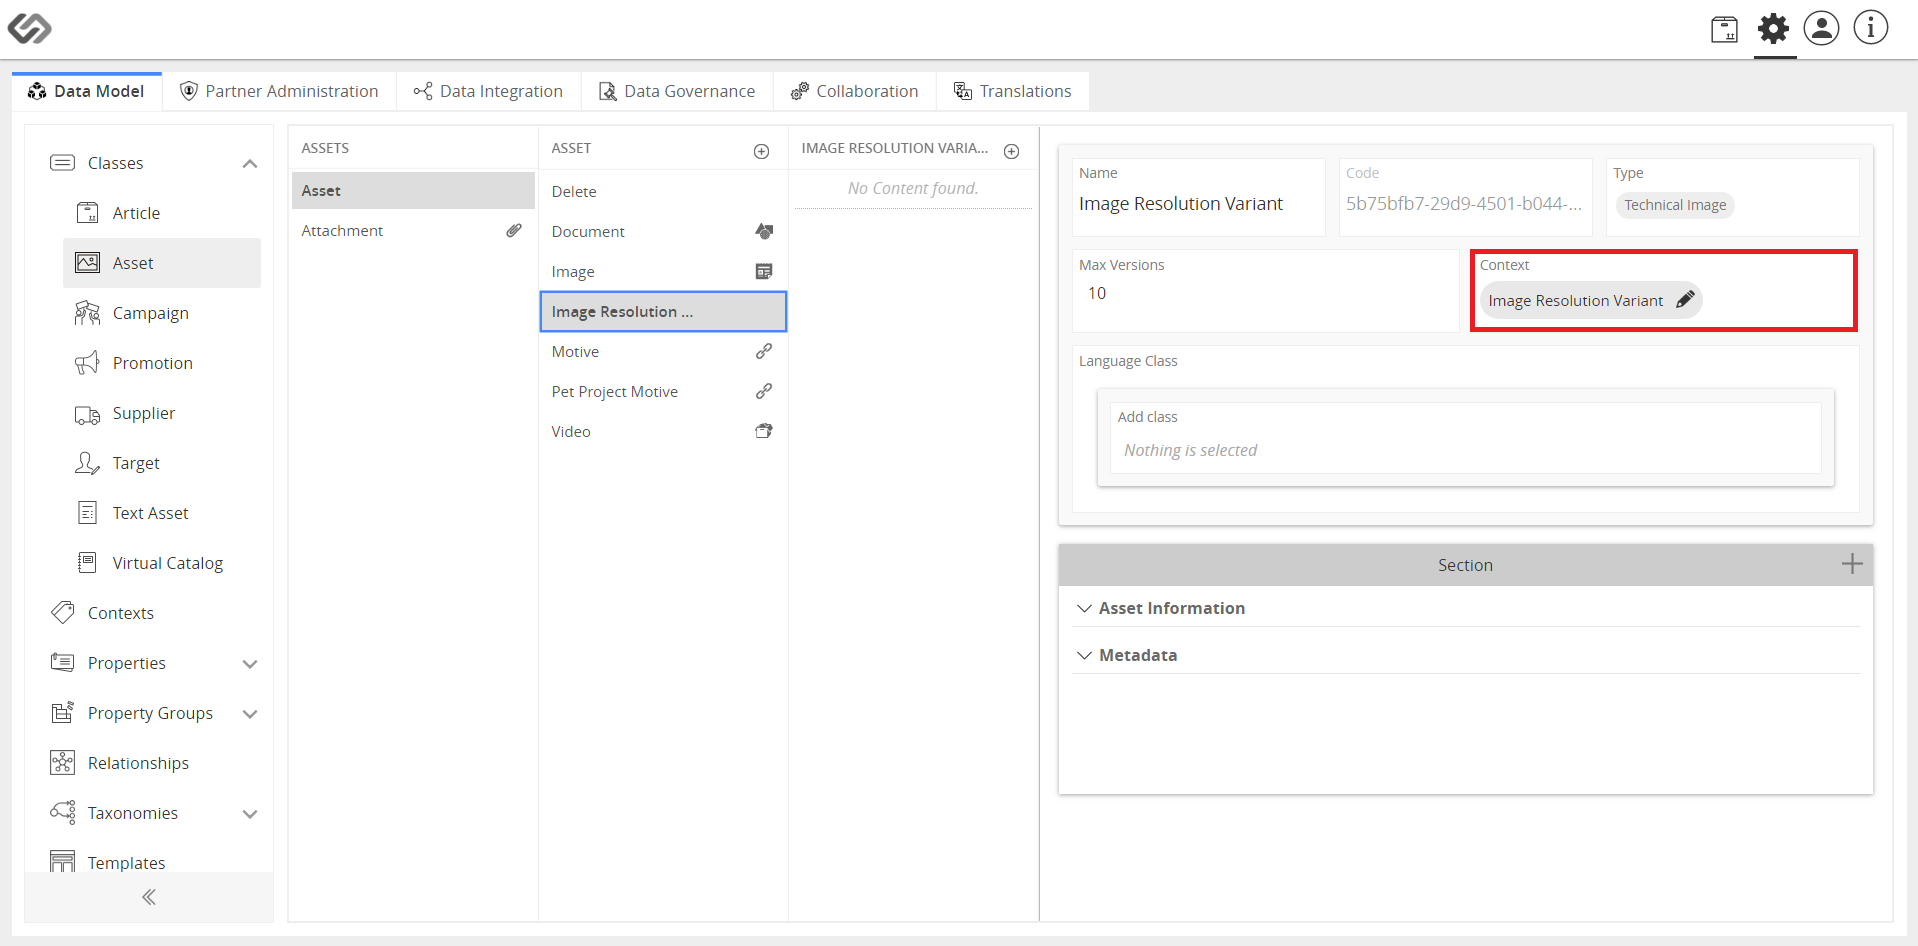 Data Model
Partner Administration
Data Integration
Data Governance
Collaboration
Translations
Classes
Article
Asset
Campaign
Promotion
Supplier
Target
Text Asset
Virtual Catalog
Contexts
Properties
Property Groups
Relationships
Taxonomies
Templates
ASSETS
Asset
Attachment
ASSET
Delete
Document
Image
Image Resolution ...
Motive
Pet Project Motive
Video
IMAGE RESOLUTION VARIA...
No Content found.
Name
Image Resolution Variant
Code
5b75bfb7-29d9-4501-b044-...
Type
Technical Image
Max Versions
10
Context
Image Resolution Variant
Language Class
Add class
Nothing is selected
Section
Asset Information
Metadata